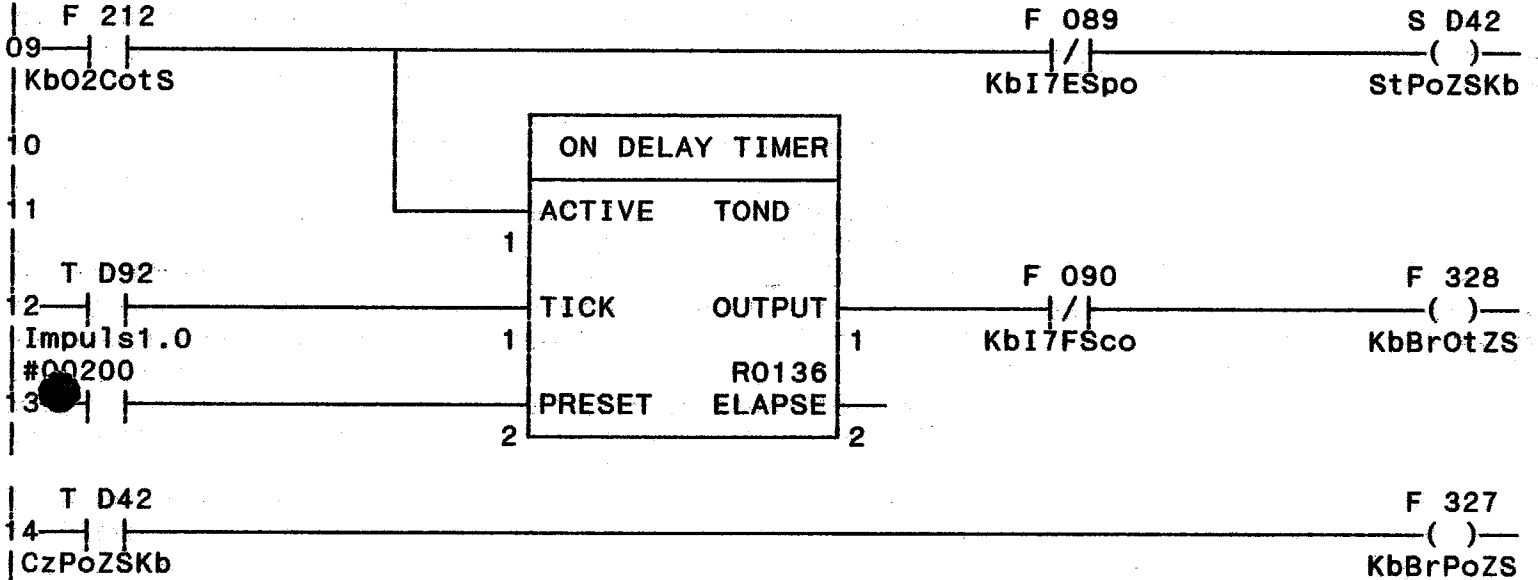 F 212 F 089 S D42
09 ( )
KbO2CotS KbI7ESpo StPoZSKb
10 ON DELAY TIMER
11 ACTIVE TOND
1
T D92 F 090 F 328
12 TICK OUTPUT ( )
Impuls1.0 1 1 KbI7FSco KbBrOtZS
#00200 R0136
13 PRESET ELAPSE
2 2
T D42 F 327
14 ( )
CzPoZSKb KbBrPoZS